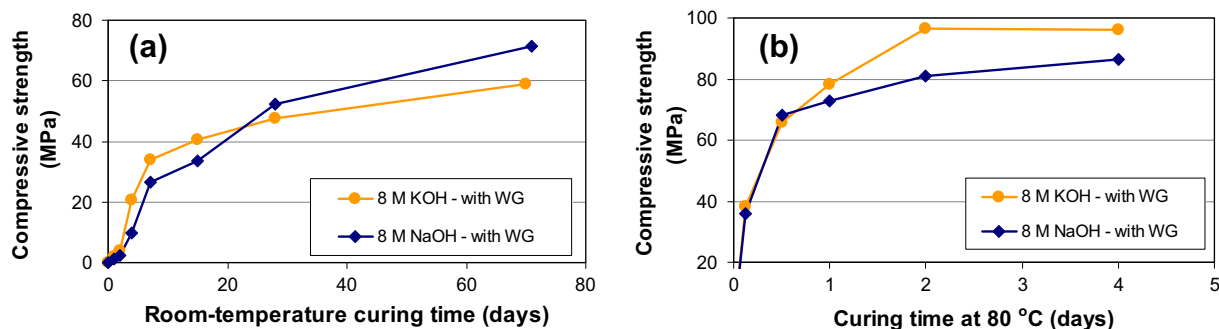 (a)
Compressive strength
(MPa)
80
60
40
20
0
0 20 40 60 80
Room-temperature curing time (days)
8 M KOH - with WG
8 M NaOH - with WG
(b)
Compressive strength
(MPa)
100
80
60
40
20
0 1 2 3 4 5
Curing time at 80 °C (days)
8 M KOH - with WG
8 M NaOH - with WG